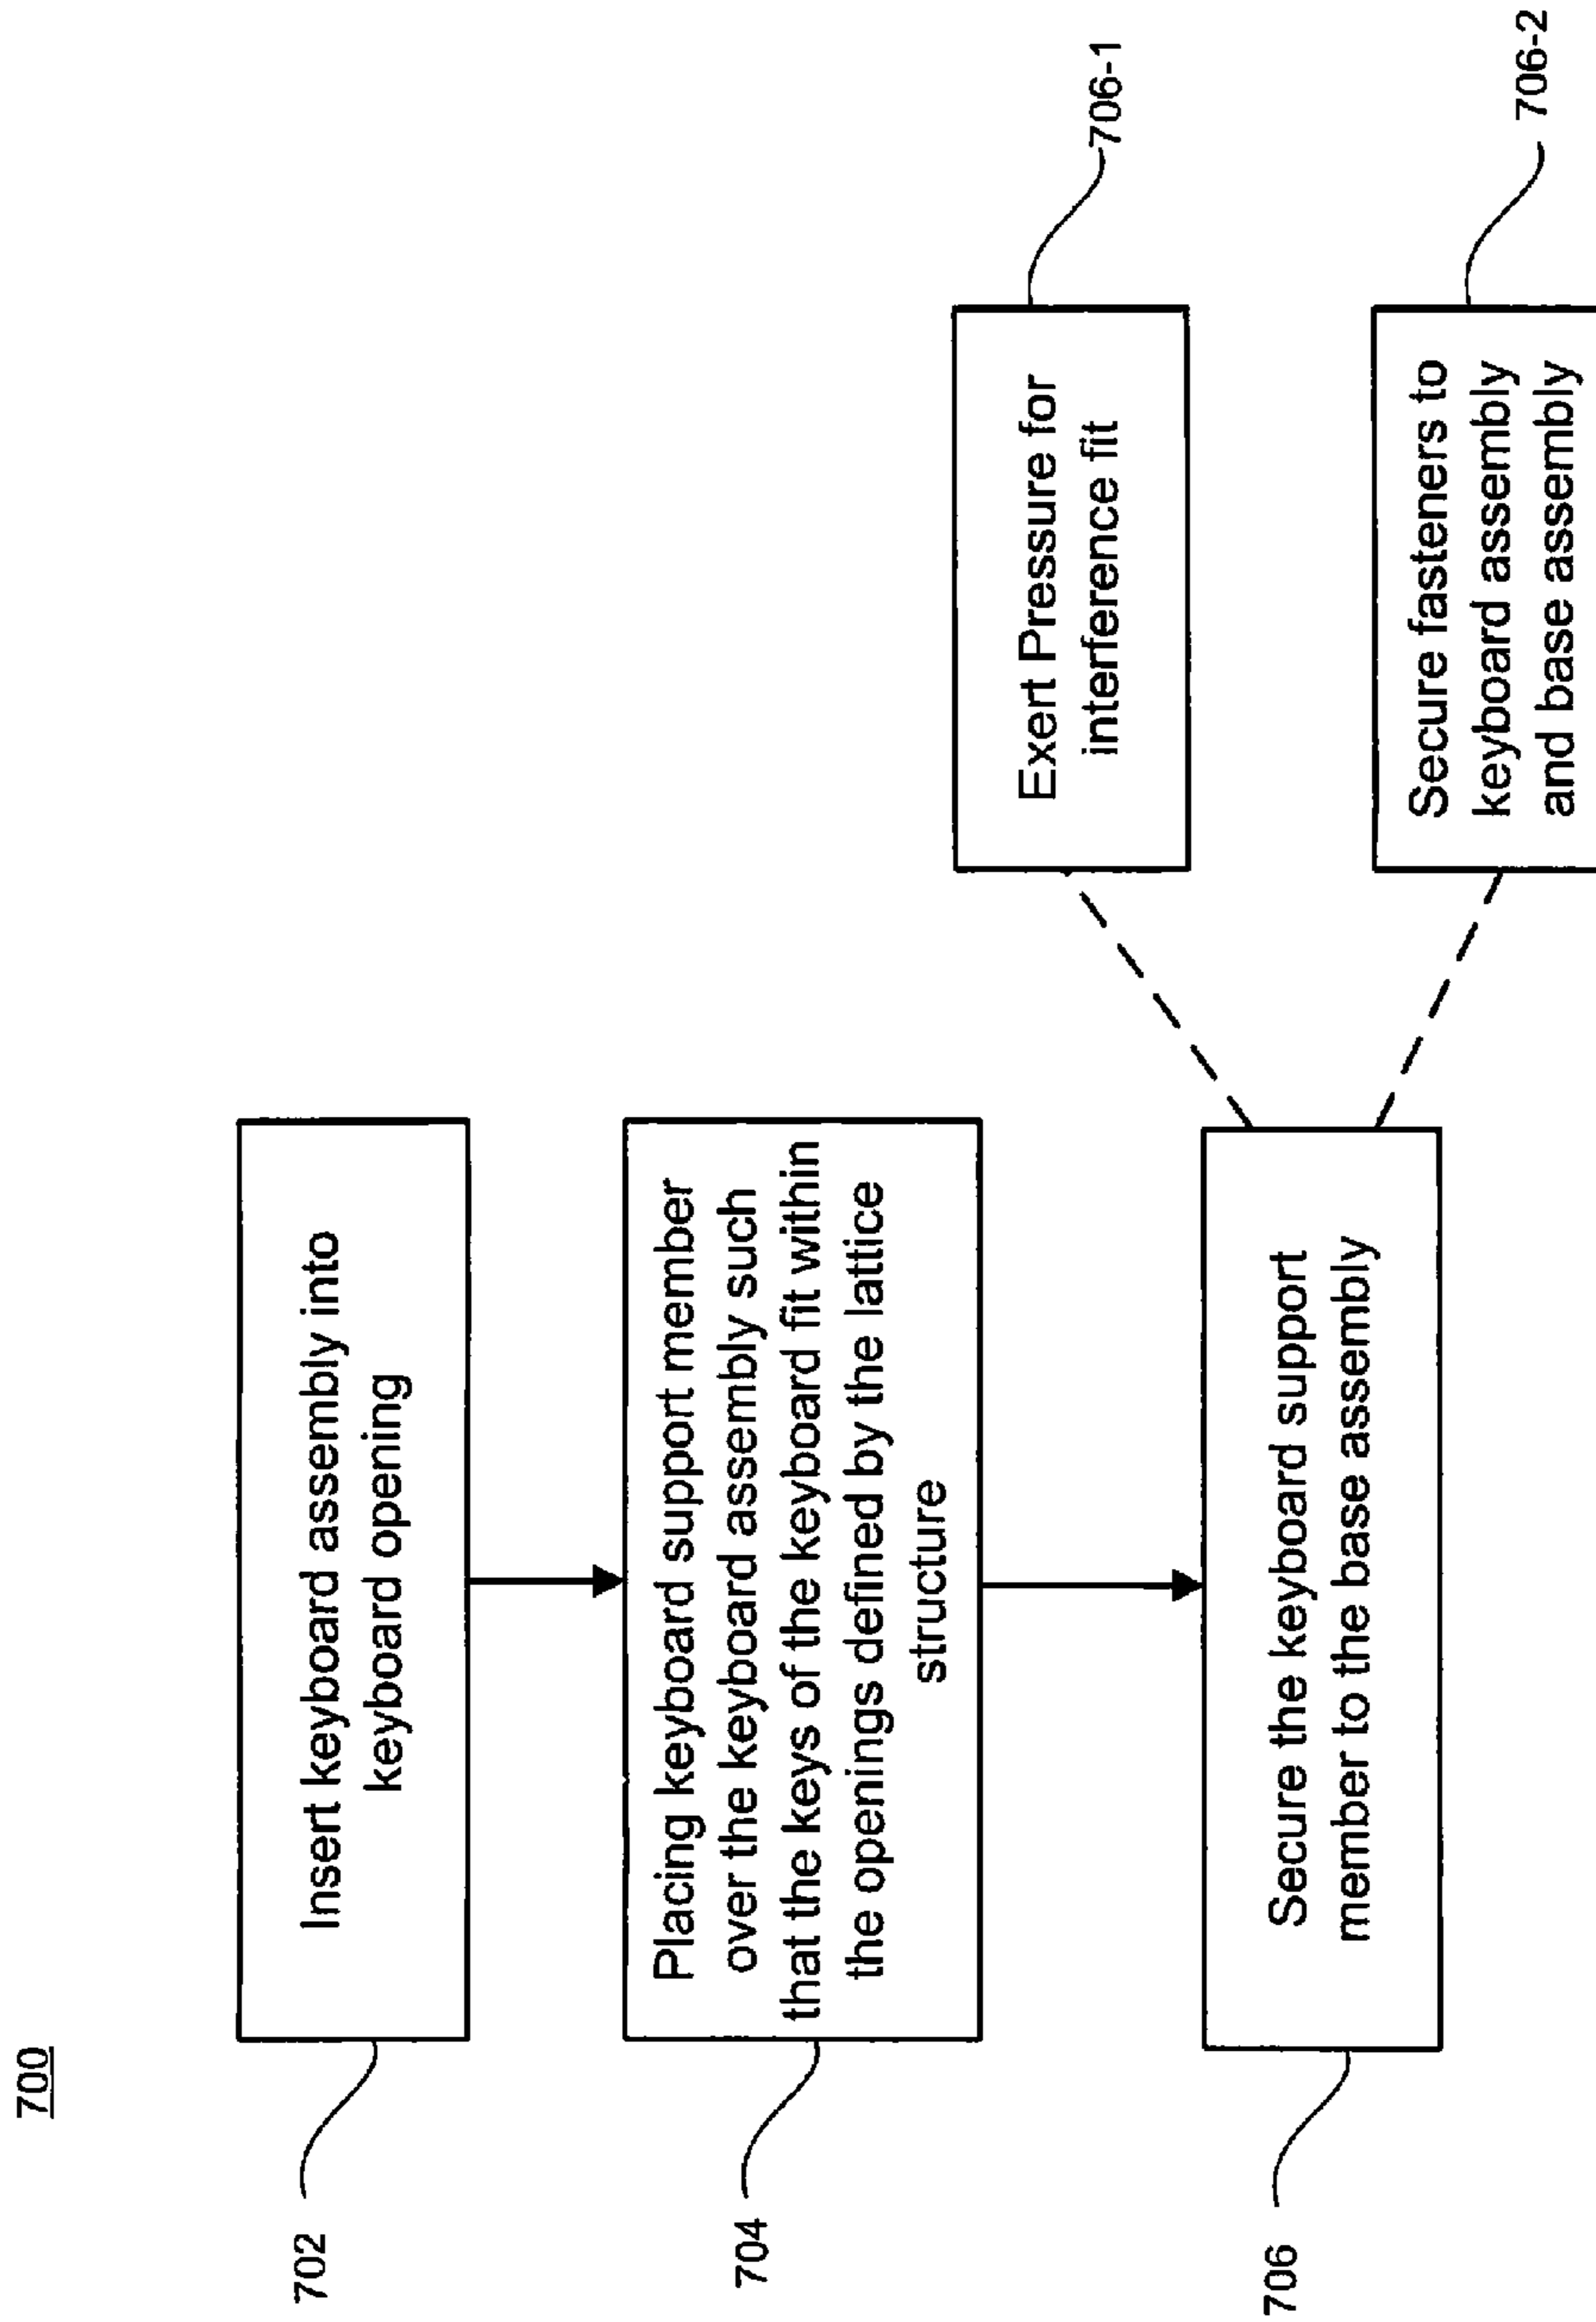 700
702
Insert keyboard assembly into
keyboard opening
704
Placing keyboard support member
over the keyboard assembly such
that the keys of the keyboard fit within
the openings defined by the lattice
structure
706
Secure the keyboard support
member to the base assembly
Exert Pressure for
interference fit
706-1
Secure fasteners to
keyboard assembly
and base assembly
706-2